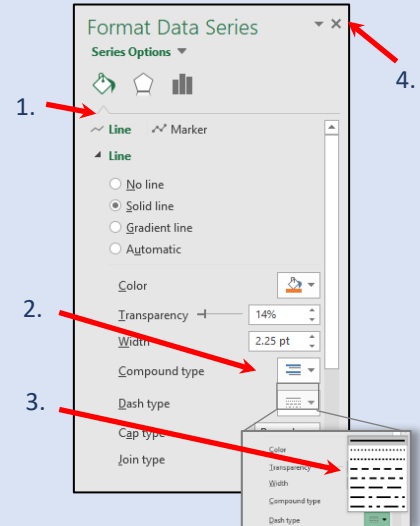 Format Data Series
Series Options
4.
1.
Line Marker
Line
No line
Solid line
Gradient line
Automatic
Color
2.
Transparency 14%
Width 2.25 pt
Compound type
3.
Dash type
Cap type
Join type
Color
Transparency
Width
Compound type
Dash type